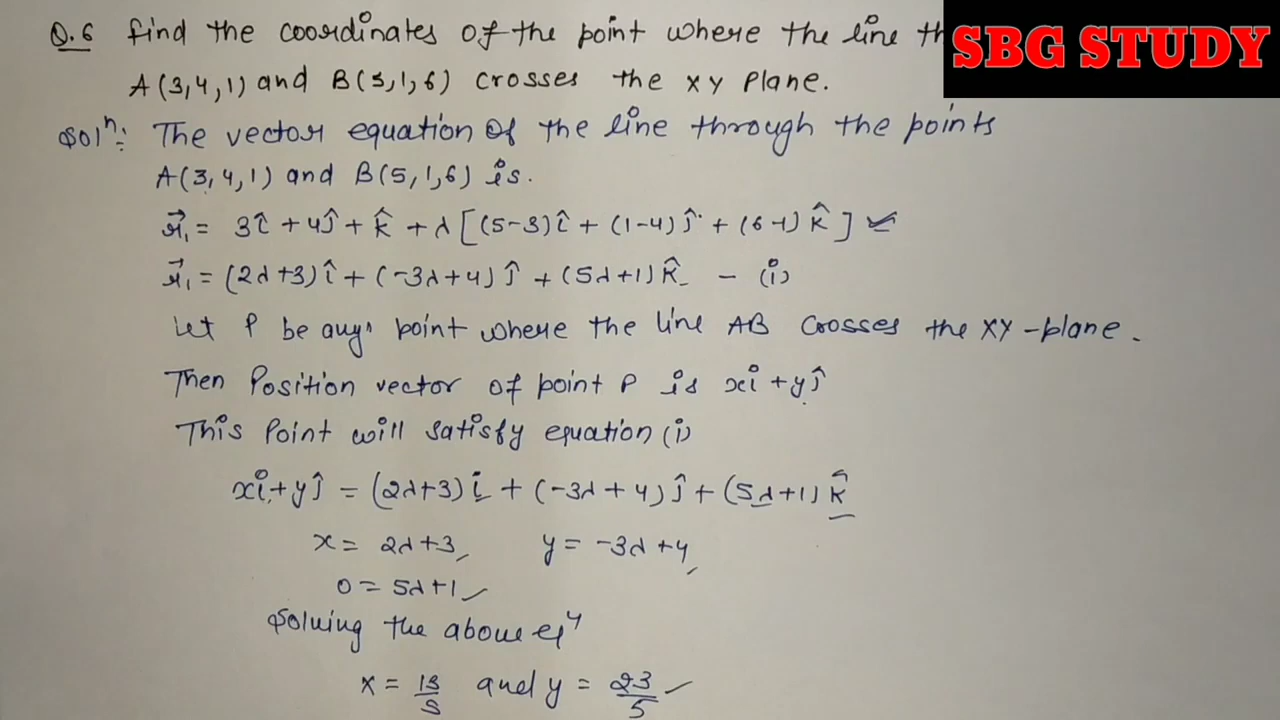 Q.6 find the coordinates of the point where the line th
SBG STUDY
A(3,4,1) and B(5,1,6) crosses the XY Plane.
Solⁿ: The vector equation of the line through the points
A(3,4,1) and B(5,1,6) is.
r⃗₁ = 3î + 4ĵ + k̂ + λ[(5-3)î + (1-4)ĵ + (6-1)k̂]
r⃗₁ = (2λ+3)î + (-3λ+4)ĵ + (5λ+1)k̂ - (i)
Let P be any point where the line AB crosses the XY-plane.
Then Position vector of point P is xi + yĵ
This Point will satisfy equation (i)
xi + yĵ = (2λ+3)î + (-3λ+4)ĵ + (5λ+1)k̂
x = 2λ+3, y = -3λ+4,
0 = 5λ+1
Solving the above eqⁿ
x = 13/5 and y = 23/5